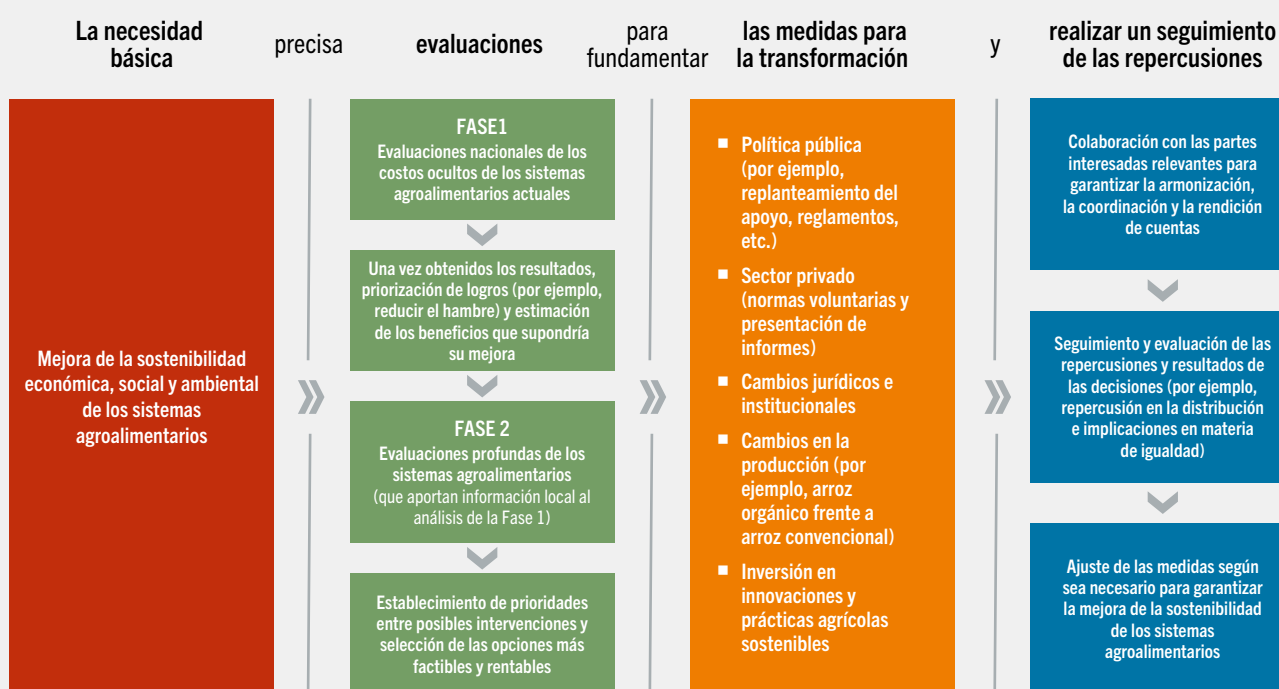 La necesidad
básica
precisa
evaluaciones
para
fundamentar
las medidas para
la transformación
y
realizar un seguimiento
de las repercusiones
Mejora de la sostenibilidad
económica, social y ambiental
de los sistemas
agroalimentarios
FASE1
Evaluaciones nacionales de los
costos ocultos de los sistemas
agroalimentarios actuales
Una vez obtenidos los resultados,
priorización de logros (por ejemplo,
reducir el hambre) y estimación
de los beneficios que supondría
su mejora
FASE 2
Evaluaciones profundas de los
sistemas agroalimentarios
(que aportan información local al
análisis de la Fase 1)
Establecimiento de prioridades
entre posibles intervenciones y
selección de las opciones más
factibles y rentables
■ Política pública
(por ejemplo,
replanteamiento del
apoyo, reglamentos,
etc.)
■ Sector privado
(normas voluntarias y
presentación de
informes)
■ Cambios jurídicos e
institucionales
■ Cambios en la
producción (por
ejemplo, arroz
orgánico frente a
arroz convencional)
■ Inversión en
innovaciones y
prácticas agrícolas
sostenibles
Colaboración con las partes
interesadas relevantes para
garantizar la armonización,
la coordinación y la rendición
de cuentas
Seguimiento y evaluación de las
repercusiones y resultados de
las decisiones (por ejemplo,
repercusión en la distribución
e implicaciones en materia
de igualdad)
Ajuste de las medidas según
sea necesario para garantizar
la mejora de la sostenibilidad
de los sistemas
agroalimentarios